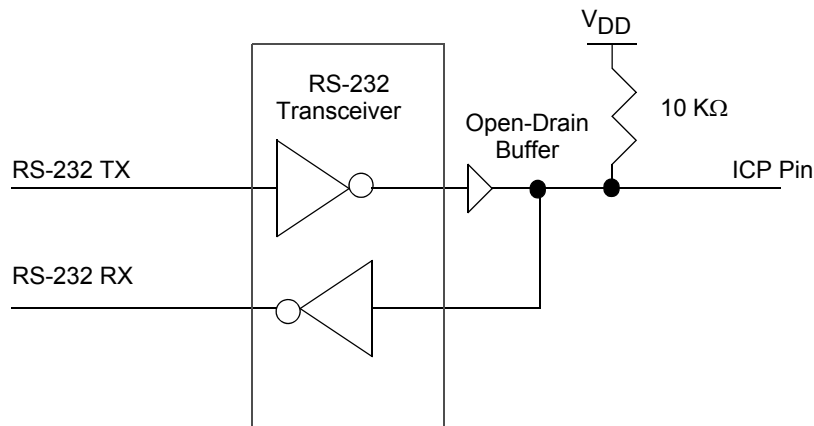 VDD
RS-232
Transceiver
10 KΩ
Open-Drain
Buffer
RS-232 TX
ICP Pin
RS-232 RX